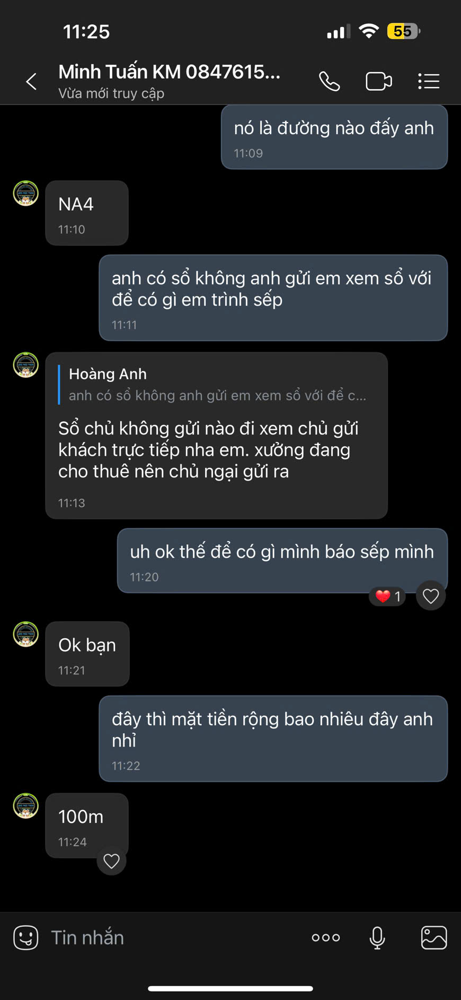 11:25
55
Minh Tuấn KM 0847615...
Vừa mới truy cập
nó là đường nào đấy anh
11:09
NA4
11:10
anh có sổ không anh gửi em xem sổ với
để có gì em trình sếp
11:11
Hoàng Anh
anh có sổ không anh gửi em xem sổ với để c...
Sổ chủ không gửi nào đi xem chủ gửi
khách trực tiếp nha em. xưởng đang
cho thuê nên chủ ngại gửi ra
11:13
uh ok thế để có gì mình báo sếp mình
11:20
1
Ok bạn
11:21
đây thì mặt tiền rộng bao nhiêu đây anh
nhỉ
11:22
100m
11:24
Tin nhắn